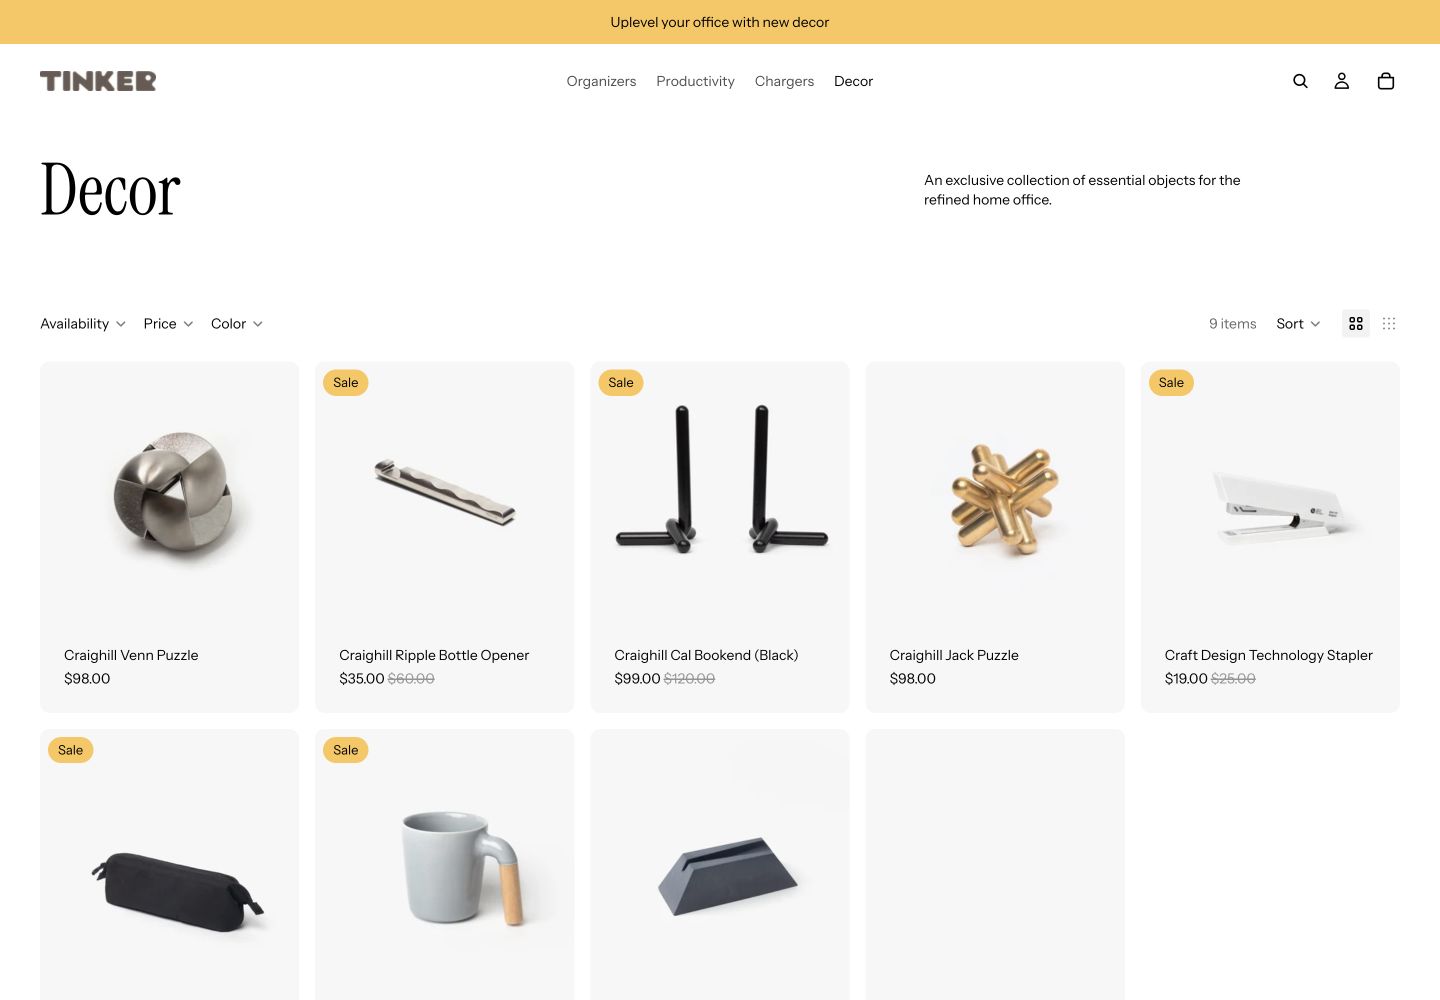 Uplevel your office with new decor
TINKER
Organizers Productivity Chargers Decor
Decor
An exclusive collection of essential objects for the
refined home office.
Availability Price Color
9 items Sort
Sale
Sale
Sale
Craighill Venn Puzzle
$98.00
Craighill Ripple Bottle Opener
$35.00 $60.00
Craighill Cal Bookend (Black)
$99.00 $120.00
Craighill Jack Puzzle
$98.00
Craft Design Technology Stapler
$19.00 $25.00
Sale
Sale